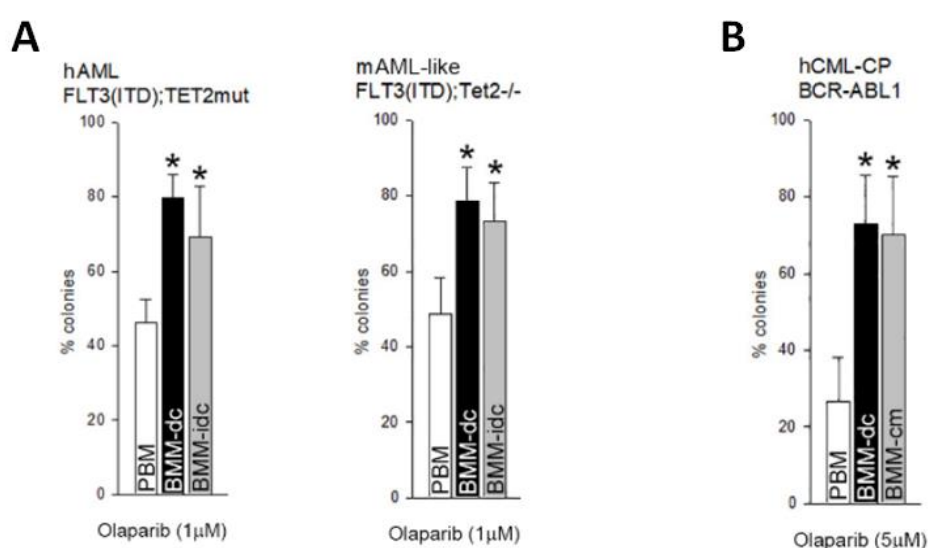 A
hAML
FLT3(ITD);TET2mut
% colonies
100
80
60
40
20
0
*
*
PBM
BMM-dc
BMM-idc
Olaparib (1µM)
mAML-like
FLT3(ITD);Tet2-/-
% colonies
100
80
60
40
20
0
*
*
PBM
BMM-dc
BMM-idc
Olaparib (1µM)
B
hCML-CP
BCR-ABL1
% colonies
100
80
60
40
20
0
*
*
PBM
BMM-dc
BMM-cm
Olaparib (5µM)